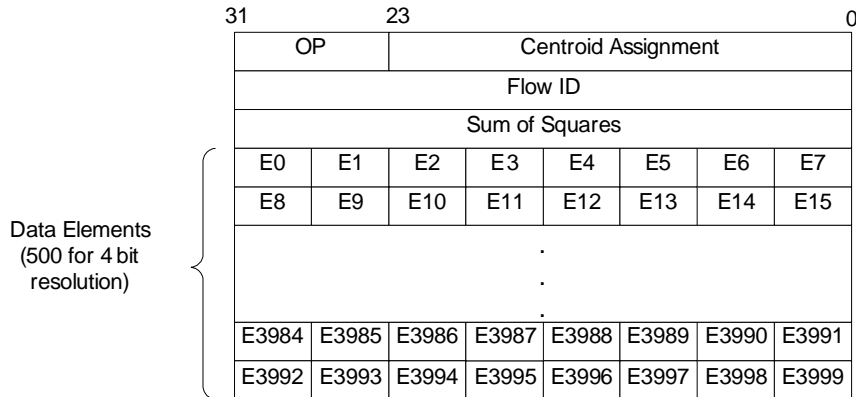 31 23 0
OP Centroid Assignment
Flow ID
Sum of Squares
E0 E1 E2 E3 E4 E5 E6 E7
E8 E9 E10 E11 E12 E13 E14 E15
Data Elements
(500 for 4 bit
resolution)
.
.
.
E3984 E3985 E3986 E3987 E3988 E3989 E3990 E3991
E3992 E3993 E3994 E3995 E3996 E3997 E3998 E3999